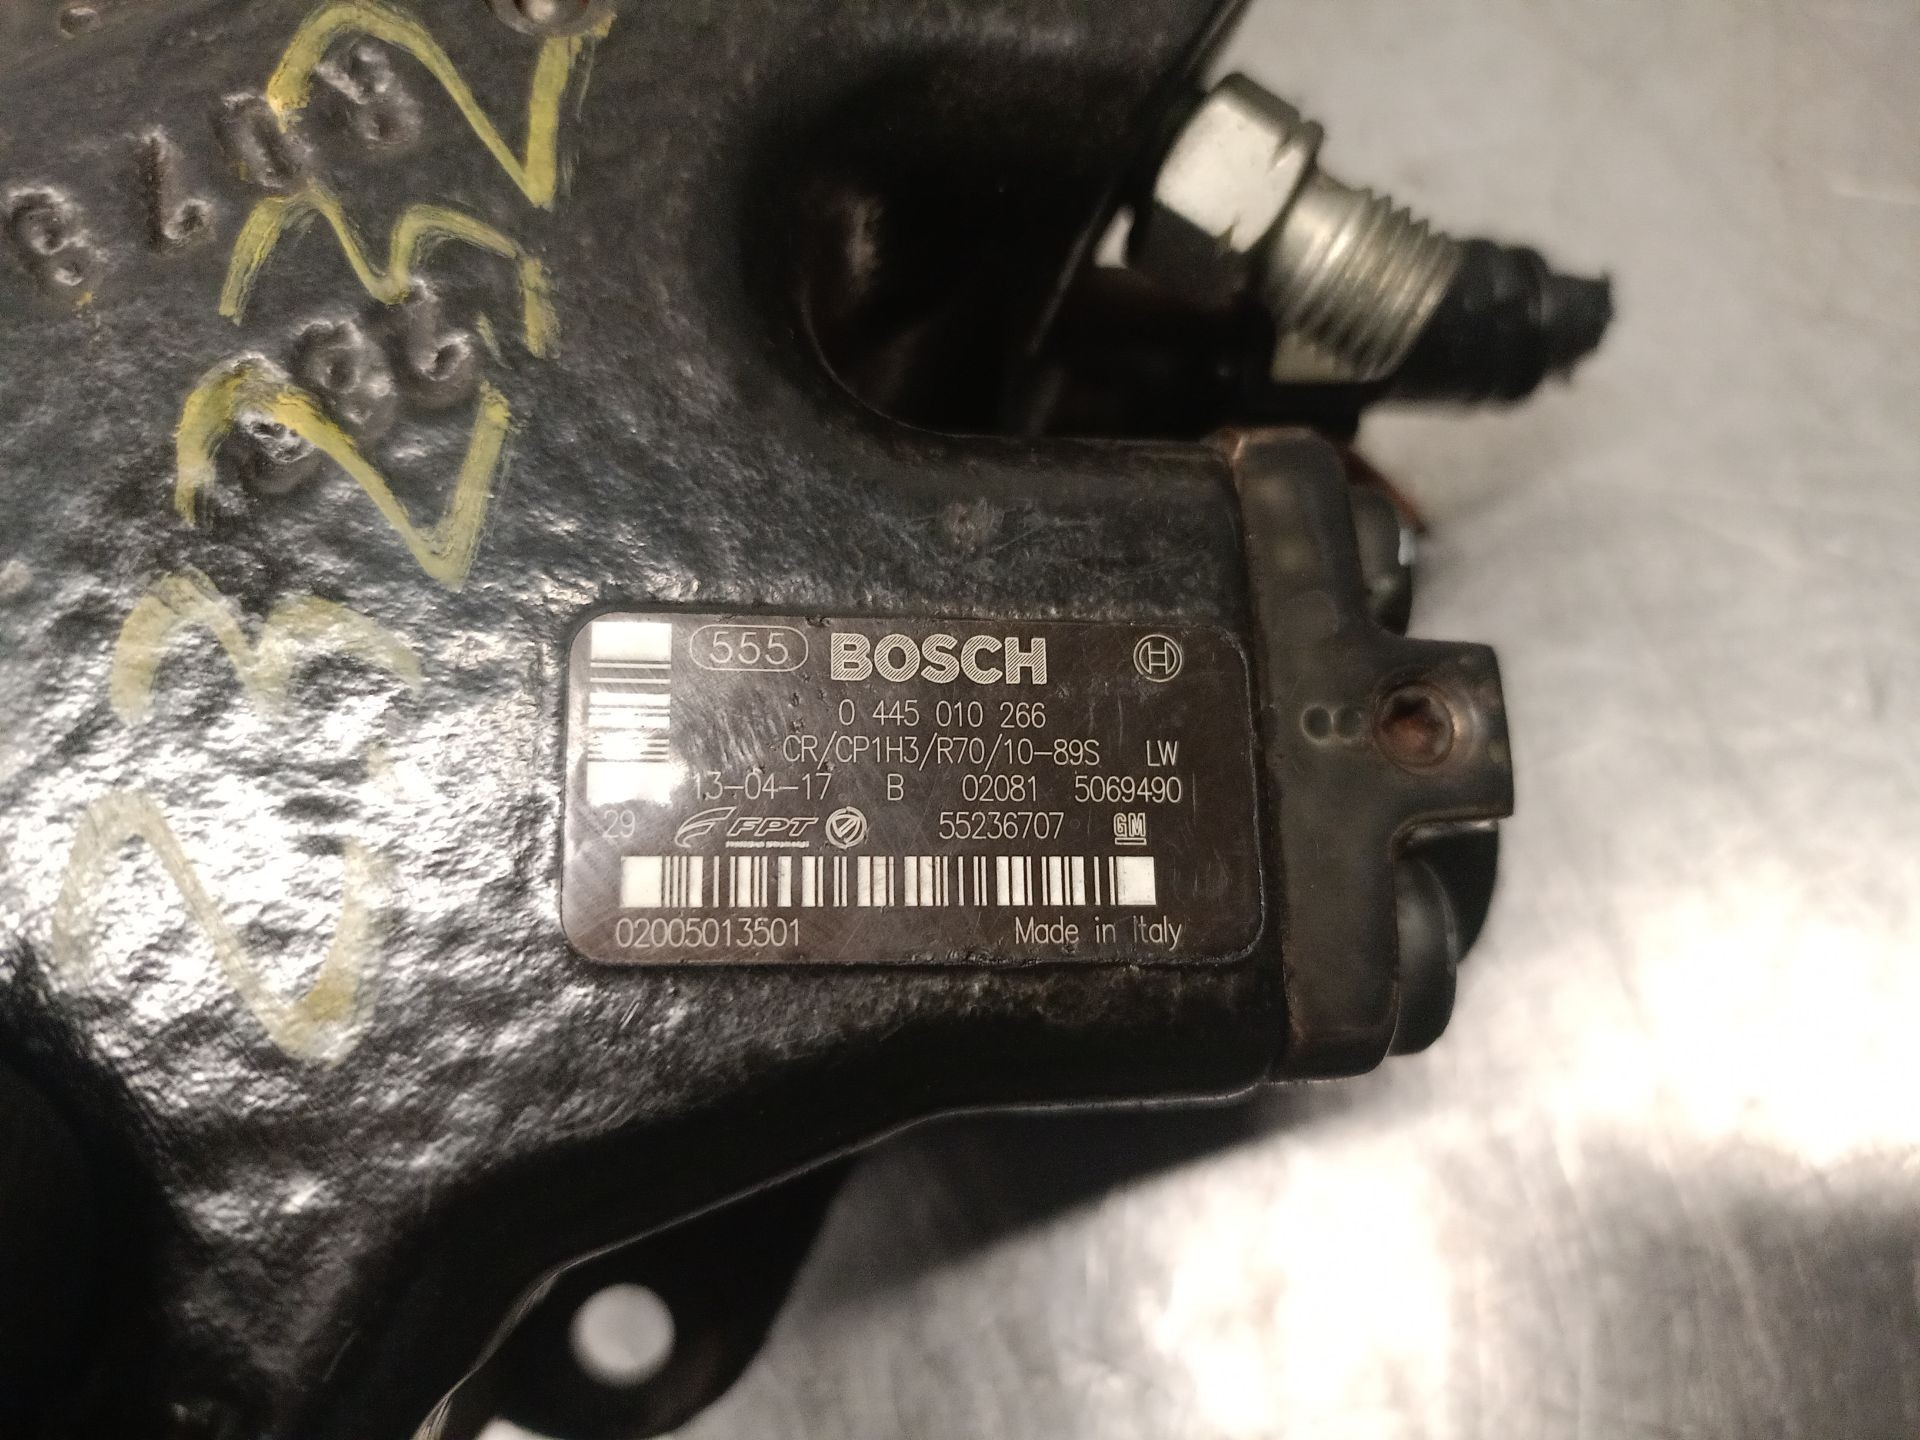 555 BOSCH
0 445 010 266
CR/CP1H3/R70/10-89S LW
13-04-17 B 02081 5069490
29 FPT 55236707 GM
02005013501 Made in Italy